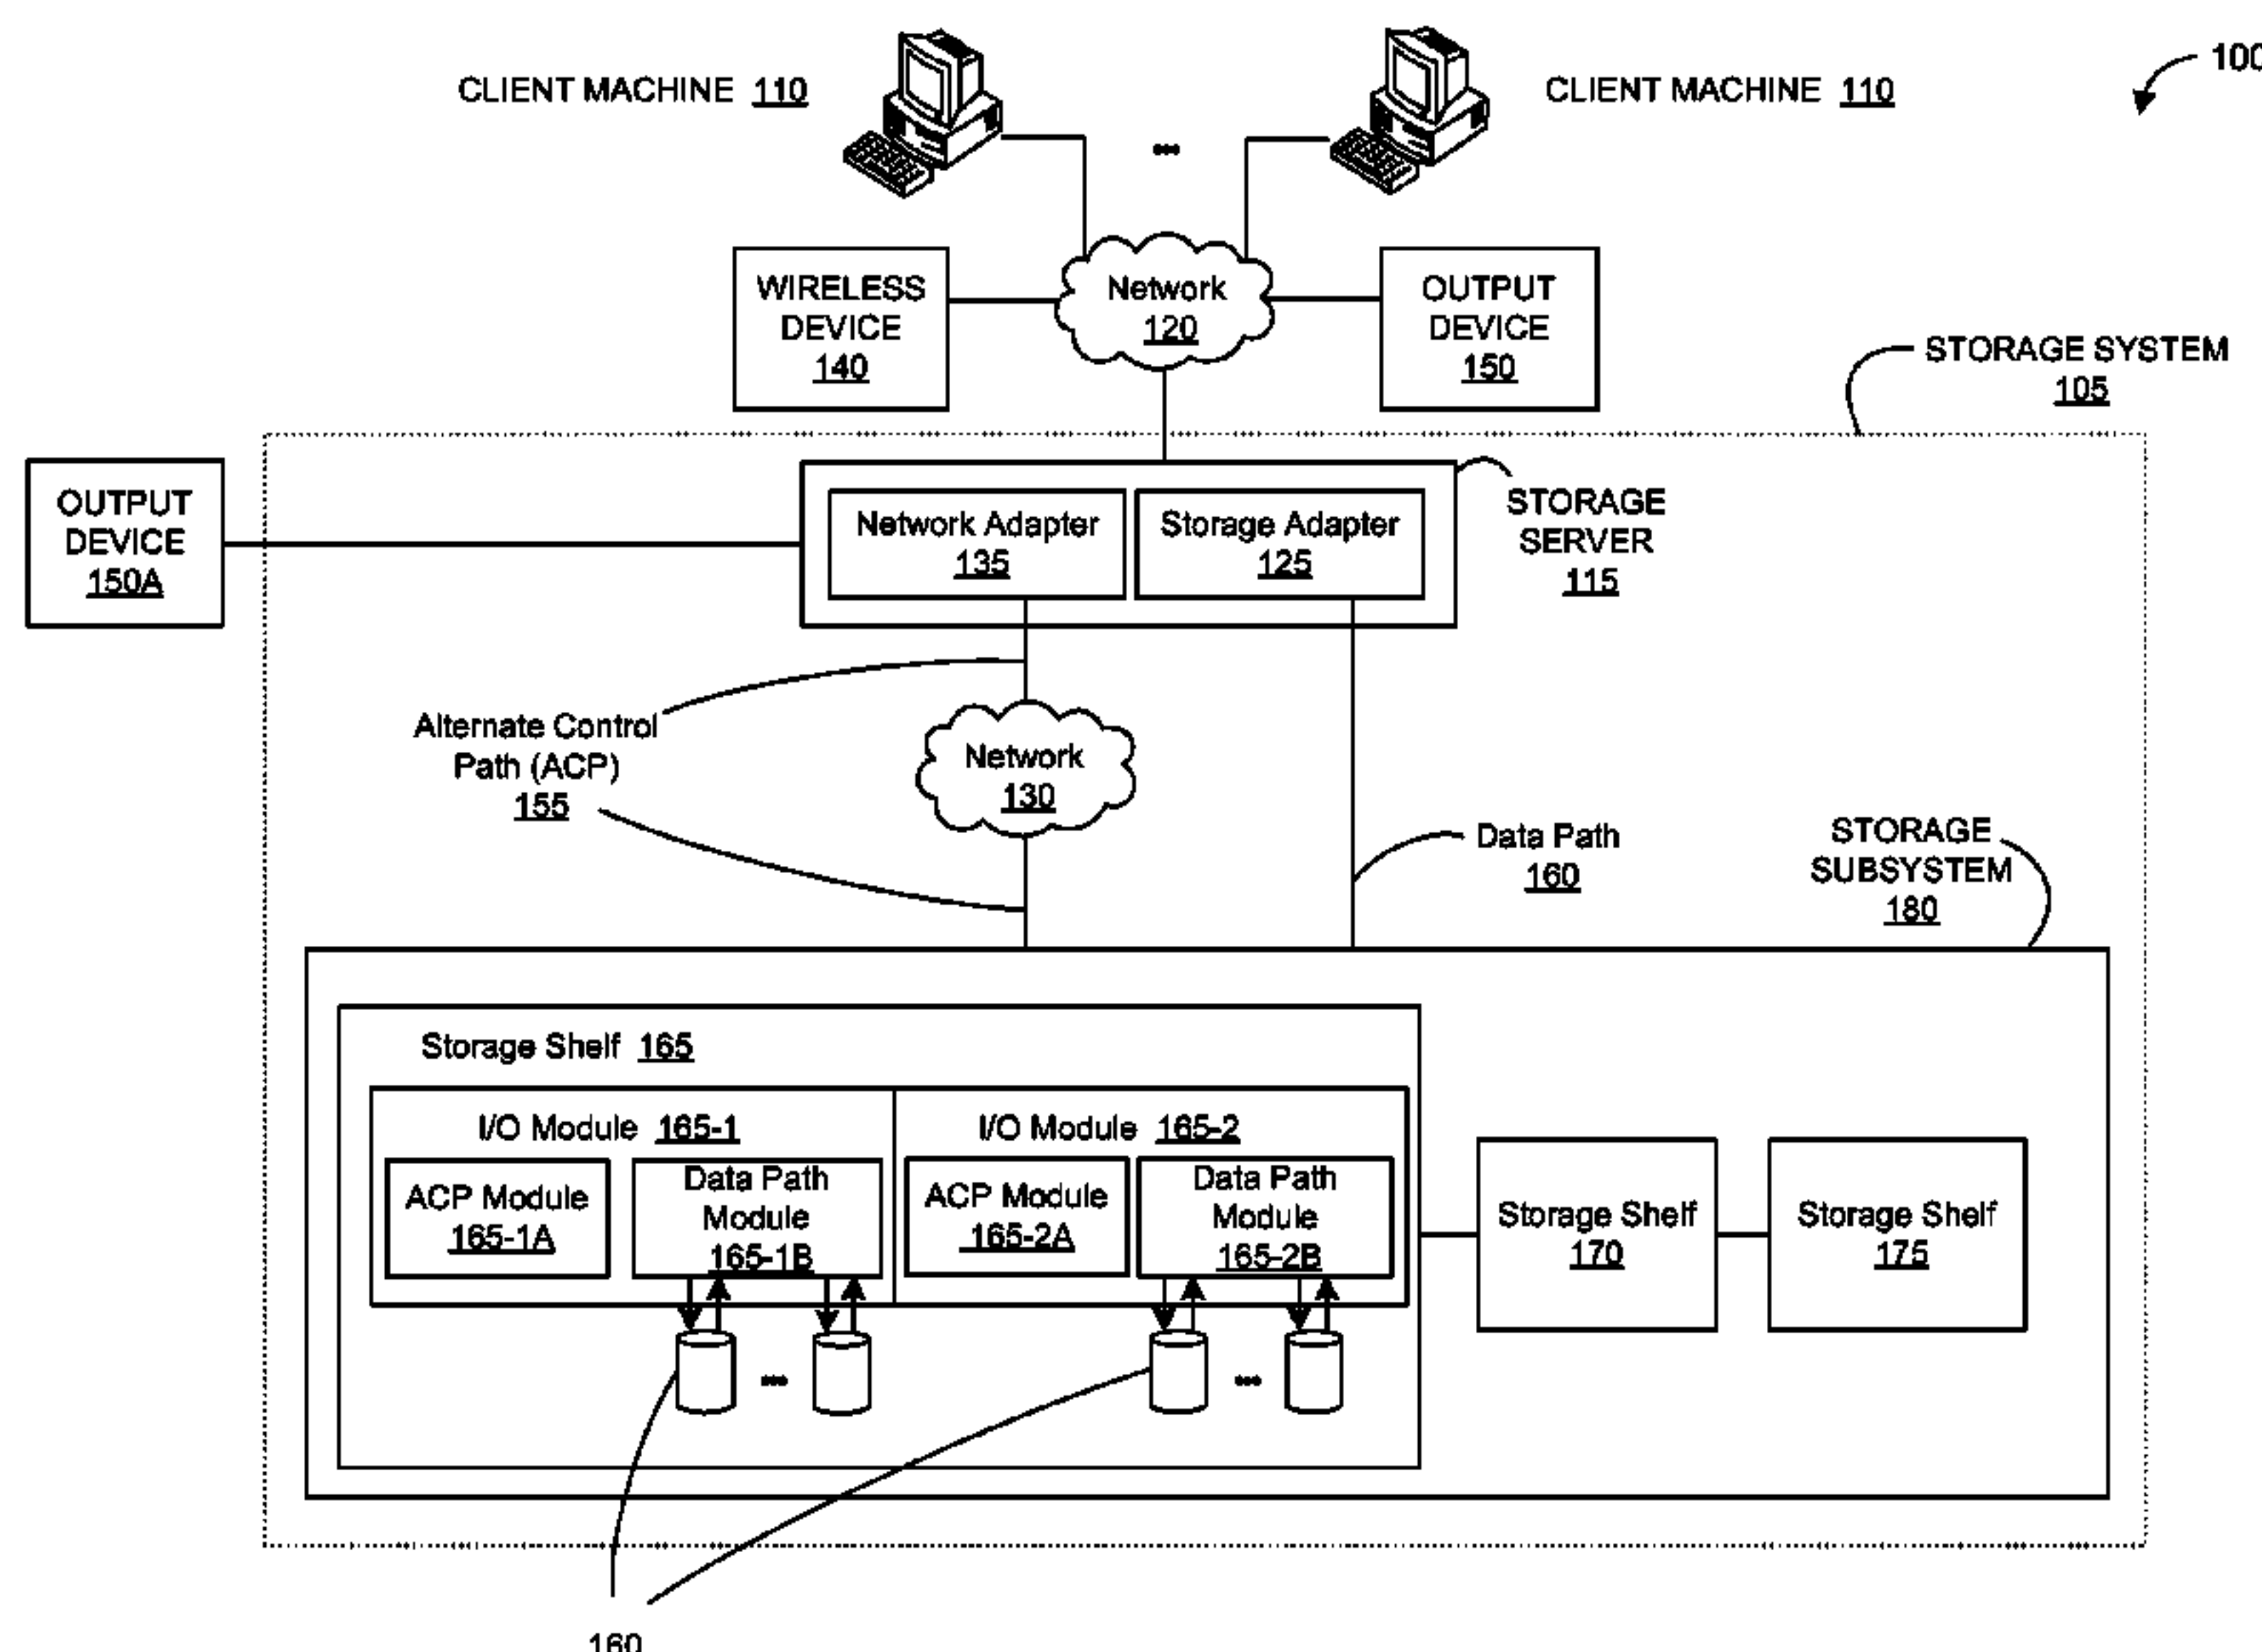 CLIENT MACHINE 110
CLIENT MACHINE 110
100
...
WIRELESS
DEVICE
140
Network
120
OUTPUT
DEVICE
150
STORAGE SYSTEM
105
OUTPUT
DEVICE
150A
Network Adapter
135
Storage Adapter
125
STORAGE
SERVER
115
Alternate Control
Path (ACP)
155
Network
130
Data Path
160
STORAGE
SUBSYSTEM
180
Storage Shelf 165
I/O Module 165-1
ACP Module
165-1A
Data Path
Module
165-1B
I/O Module 165-2
ACP Module
165-2A
Data Path
Module
165-2B
Storage Shelf
170
Storage Shelf
175
...
...
160